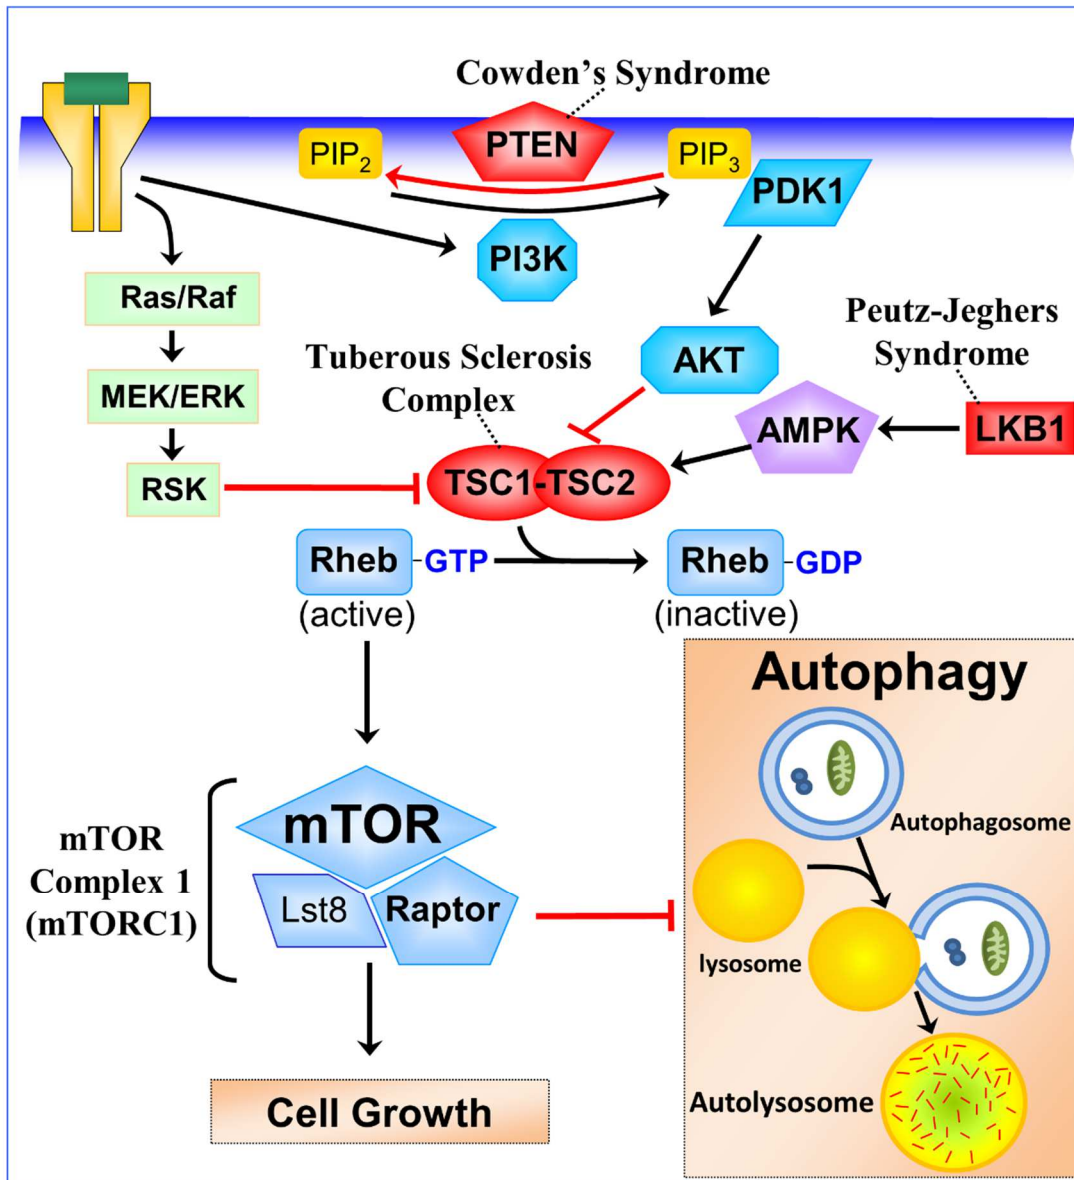 Cowden's Syndrome
PTEN
PIP2
PIP3
PDK1
PI3K
Ras/Raf
Peutz-Jeghers
Syndrome
Tuberous Sclerosis
Complex
AKT
MEK/ERK
AMPK
LKB1
RSK
TSC1-TSC2
Rheb-GTP
(active)
Rheb-GDP
(inactive)
Autophagy
mTOR
Autophagosome
mTOR
Complex 1
(mTORC1)
Lst8
Raptor
lysosome
Autolysosome
Cell Growth